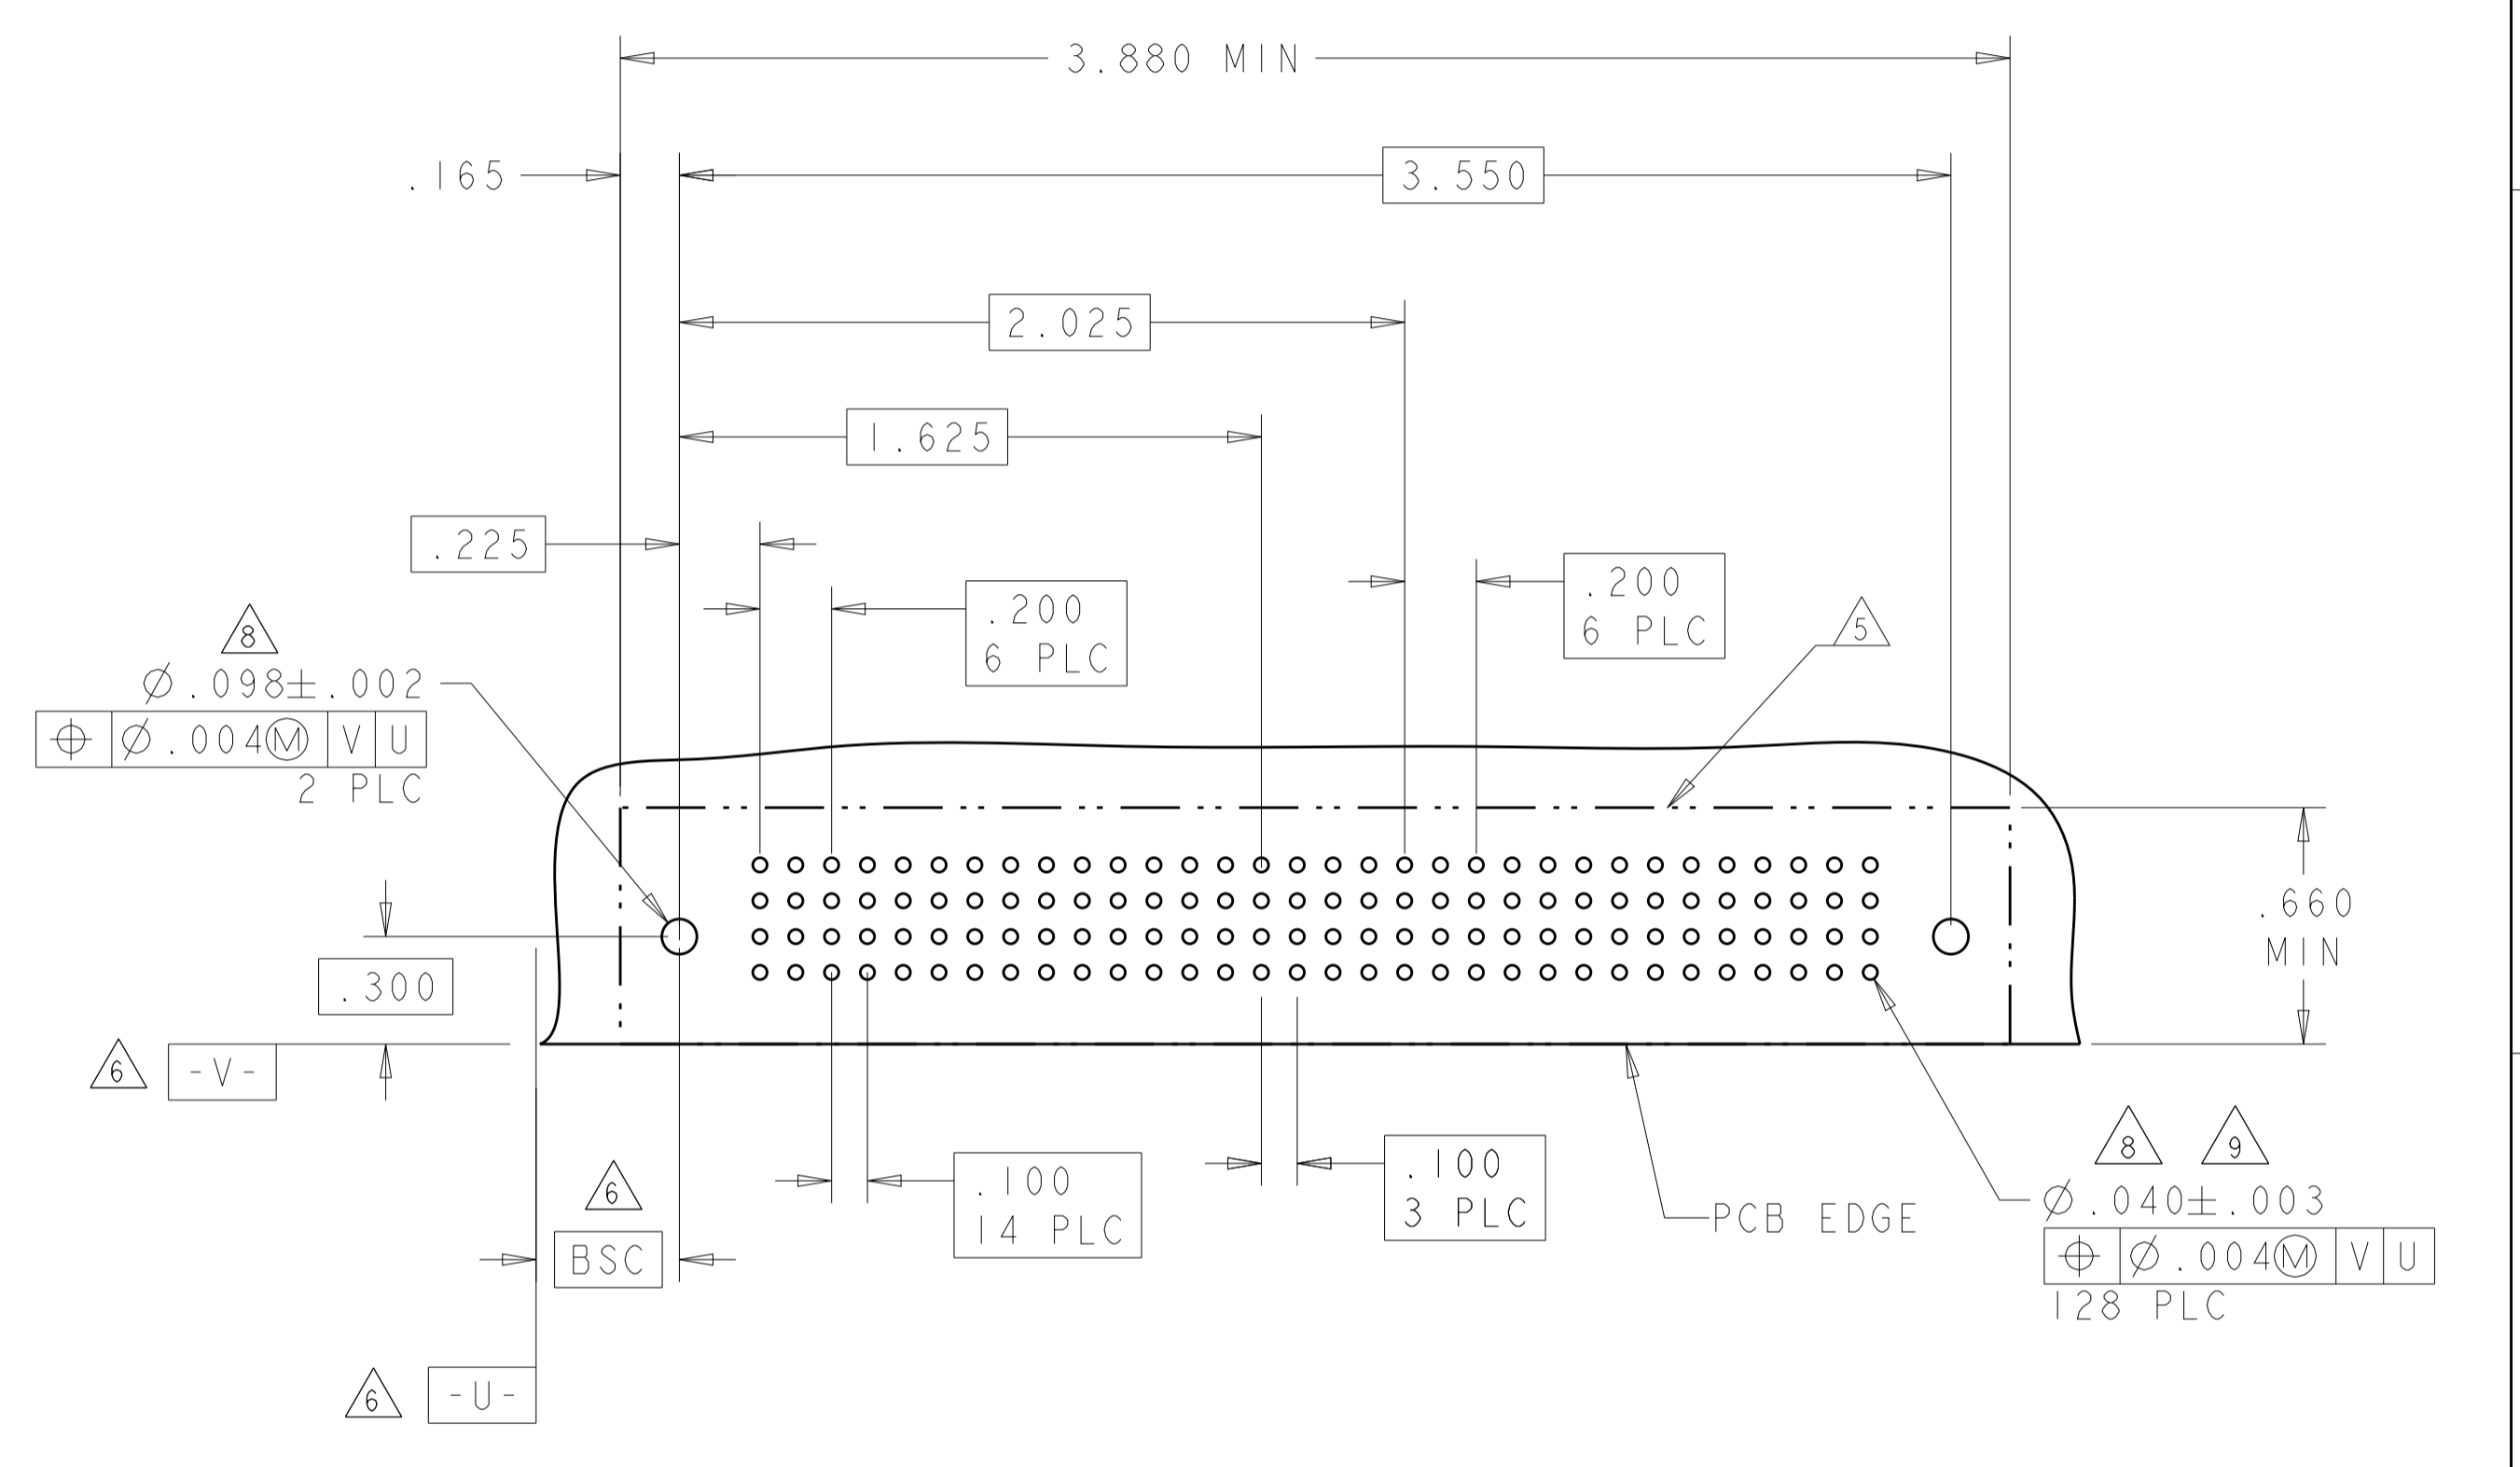 3.880 MIN
.165
3.550
2.025
1.625
.225
.200
6 PLC
.200
6 PLC
5
8
Ø.098±.002
⌖ Ø.004Ⓜ V U
2 PLC
.660
MIN
.300
6 -V-
.100
14 PLC
.100
3 PLC
PCB EDGE
8 9
Ø.040±.003
⌖ Ø.004Ⓜ V U
128 PLC
6
BSC
6 -U-